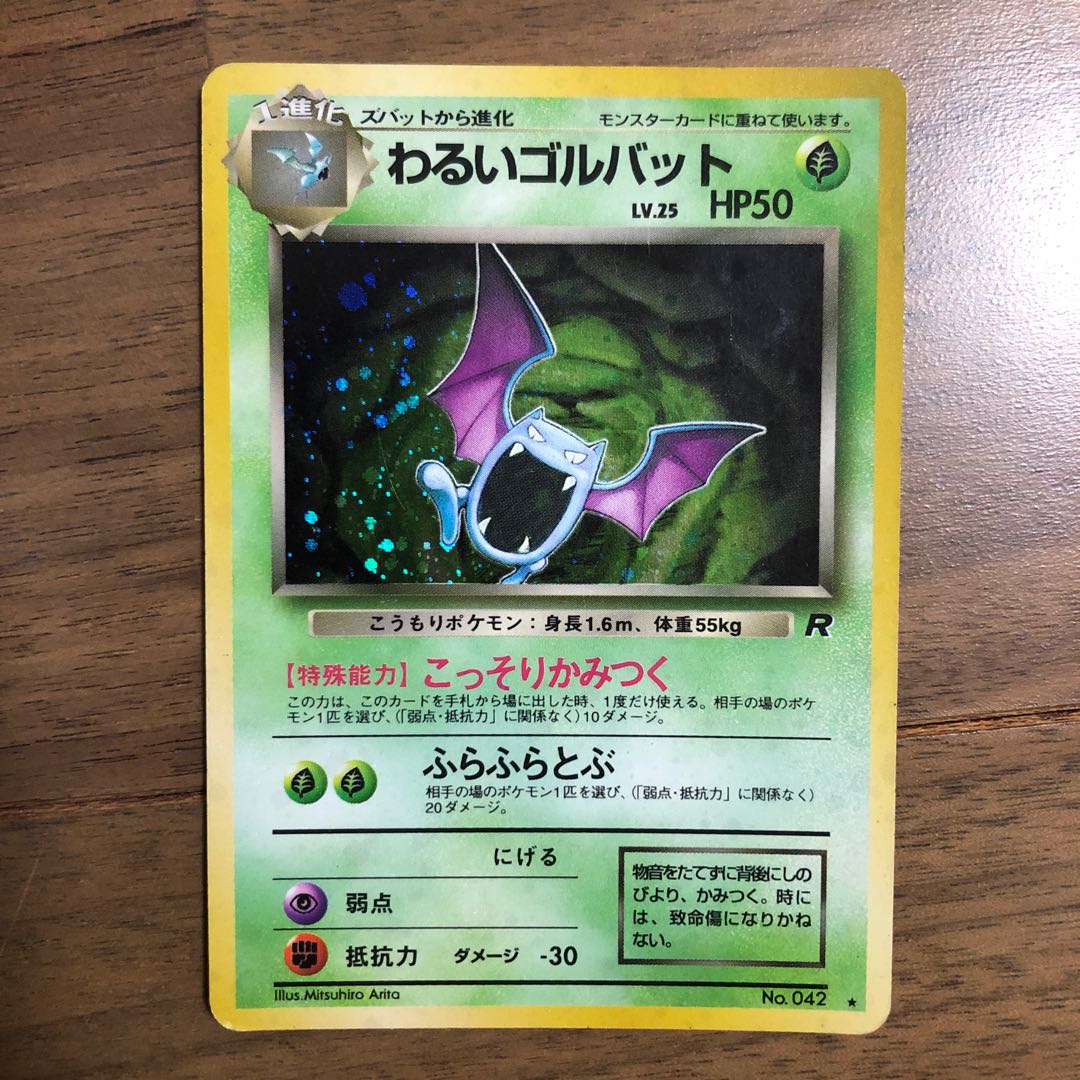 1進化
ズバットから進化
モンスターカードに重ねて使います。
わるいゴルバット
LV.25 HP50
こうもりポケモン：身長1.6m、体重55kg
R
【特殊能力】こっそりかみつく
この力は、このカードを手札から場に出した時、1度だけ使える。相手の場のポケ
モン1匹を選び、（「弱点・抵抗力」に関係なく）10ダメージ。
ふらふらとぶ
相手の場のポケモン1匹を選び、（「弱点・抵抗力」に関係なく）
20ダメージ。
にげる
弱点
抵抗力 ダメージ -30
物音をたてずに背後にしの
びより、かみつく。時に
は、致命傷になりかね
ない。
Illus.Mitsuhiro Arita
No. 042 ★